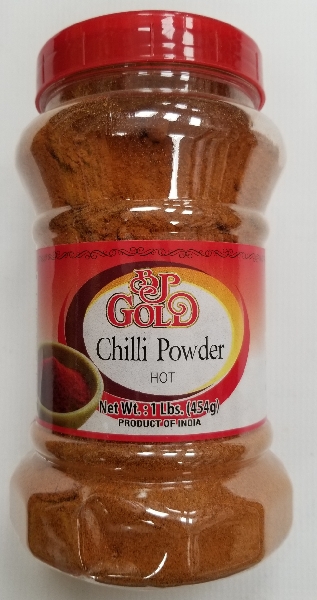 BP
GOLD
Chilli Powder
HOT
Net Wt. : 1 Lbs. (454g)
PRODUCT OF INDIA